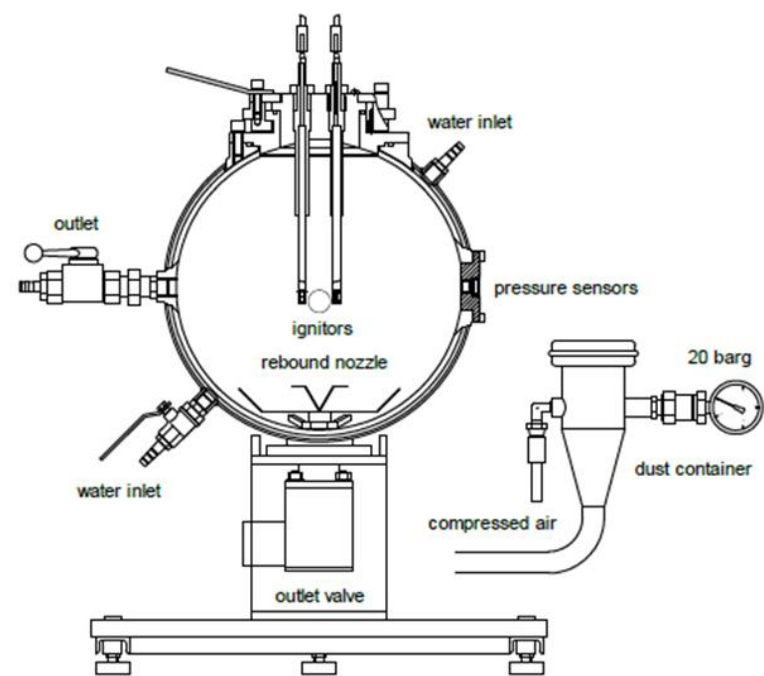 water inlet
outlet
pressure sensors
ignitors
rebound nozzle
20 barg
dust container
water inlet
compressed air
outlet valve